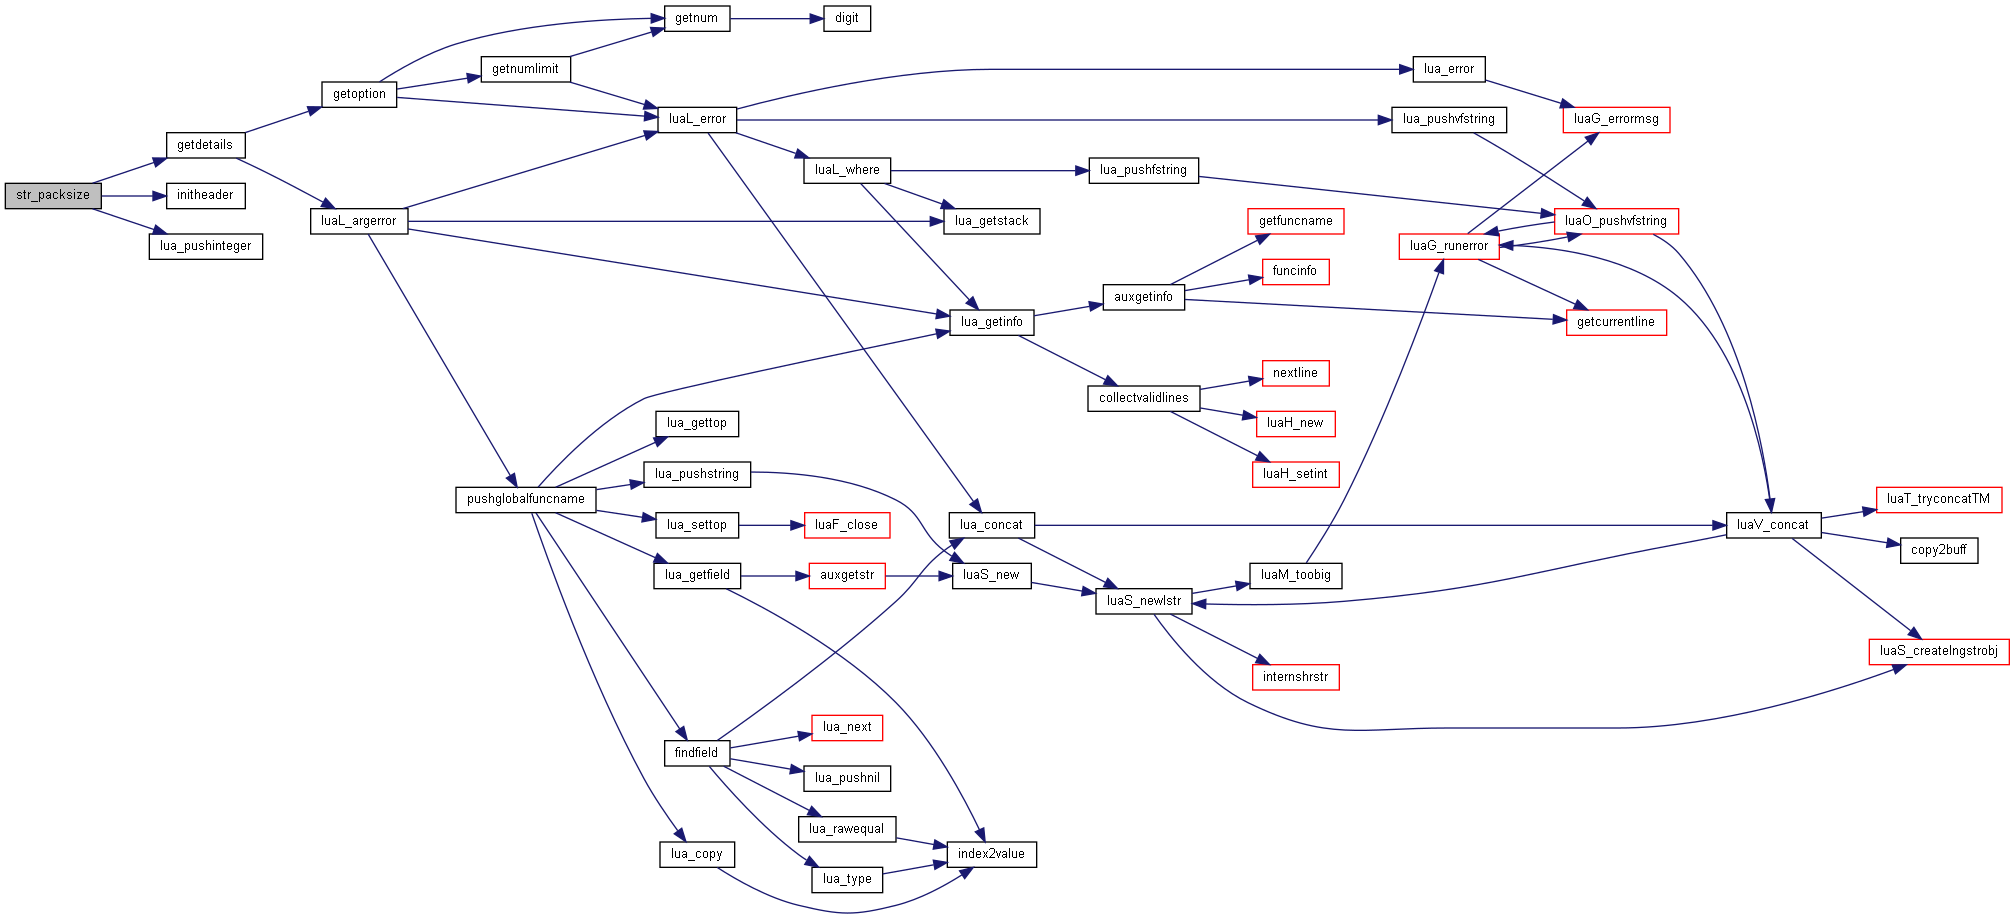 getnum
digit
getnumlimit
lua_error
getoption
luaL_error
lua_pushvfstring
luaG_errormsg
getdetails
luaL_where
lua_pushfstring
str_packsize
initheader
luaL_argerror
lua_getstack
getfuncname
luaO_pushvfstring
lua_pushinteger
luaG_runerror
funcinfo
auxgetinfo
lua_getinfo
getcurrentline
nextline
collectvalidlines
lua_gettop
luaH_new
lua_pushstring
luaH_setint
pushglobalfuncname
lua_settop
luaF_close
lua_concat
luaV_concat
luaT_tryconcatTM
copy2buff
lua_getfield
auxgetstr
luaS_new
luaM_toobig
luaS_newlstr
internshrstr
luaS_createlngstrobj
lua_next
findfield
lua_pushnil
lua_rawequal
lua_copy
index2value
lua_type